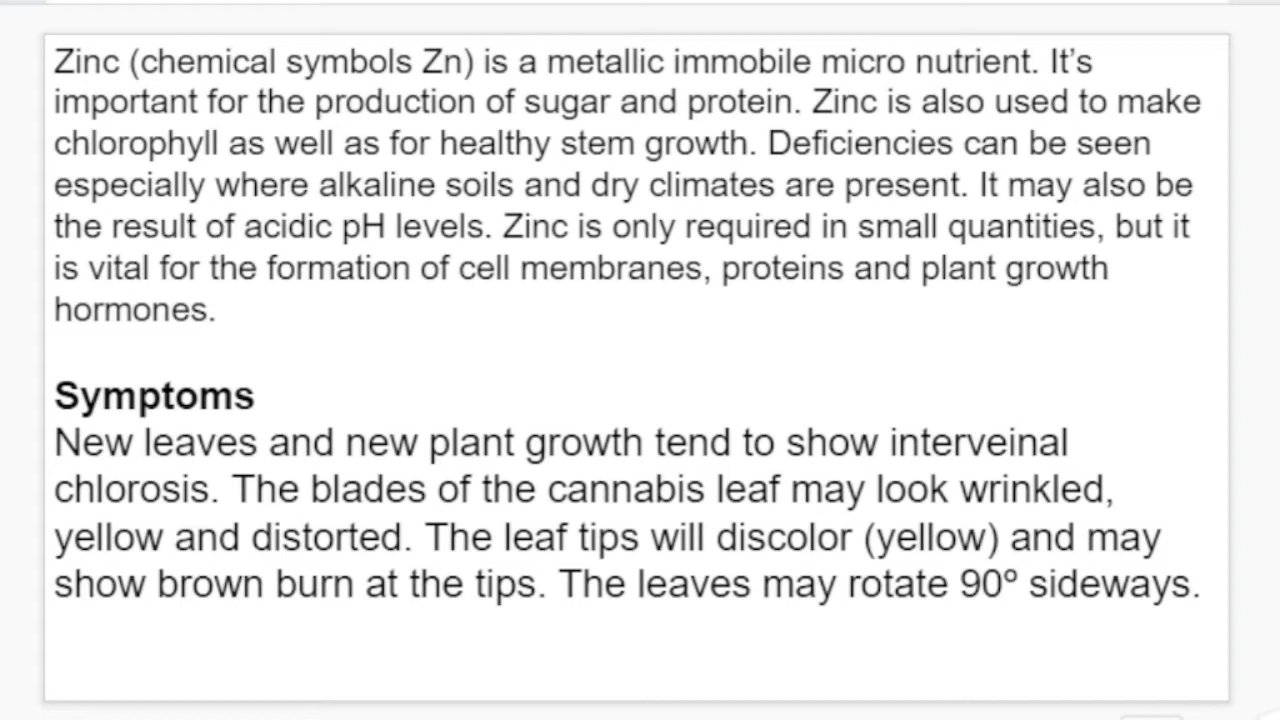 Zinc (chemical symbols Zn) is a metallic immobile micro nutrient. It’s
important for the production of sugar and protein. Zinc is also used to make
chlorophyll as well as for healthy stem growth. Deficiencies can be seen
especially where alkaline soils and dry climates are present. It may also be
the result of acidic pH levels. Zinc is only required in small quantities, but it
is vital for the formation of cell membranes, proteins and plant growth
hormones.
Symptoms
New leaves and new plant growth tend to show interveinal
chlorosis. The blades of the cannabis leaf may look wrinkled,
yellow and distorted. The leaf tips will discolor (yellow) and may
show brown burn at the tips. The leaves may rotate 90º sideways.